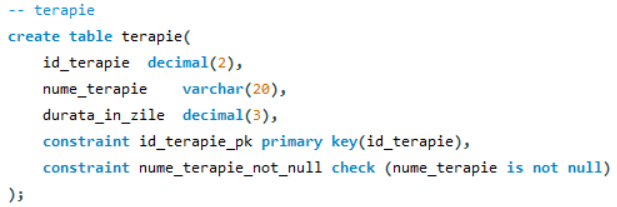 -- terapie
create table terapie(
    id_terapie  decimal(2),
    nume_terapie    varchar(20),
    durata_in_zile  decimal(3),
    constraint id_terapie_pk primary key(id_terapie),
    constraint nume_terapie_not_null check (nume_terapie is not null)
);